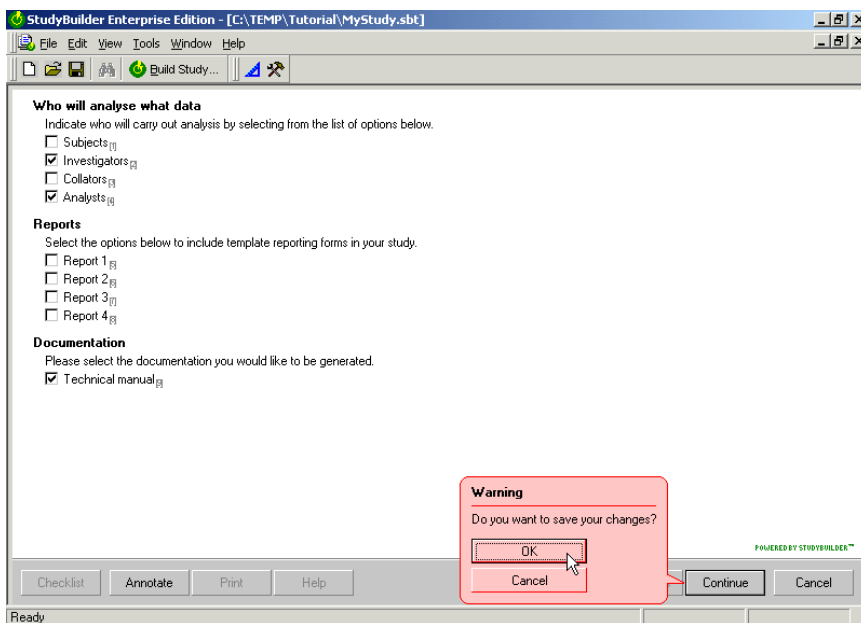 StudyBuilder Enterprise Edition - [C:\TEMP\Tutorial\MyStudy.sbt]
File Edit View Tools Window Help
Build Study...
Who will analyse what data
Indicate who will carry out analysis by selecting from the list of options below.
Subjects [1]
Investigators [2]
Collators [3]
Analysts [4]
Reports
Select the options below to include template reporting forms in your study.
Report 1 [5]
Report 2 [6]
Report 3 [7]
Report 4 [8]
Documentation
Please select the documentation you would like to be generated.
Technical manual [9]
Warning
Do you want to save your changes?
OK
Cancel
POWERED BY STUDYBUILDER™
Checklist Annotate Print Help Continue Cancel
Ready